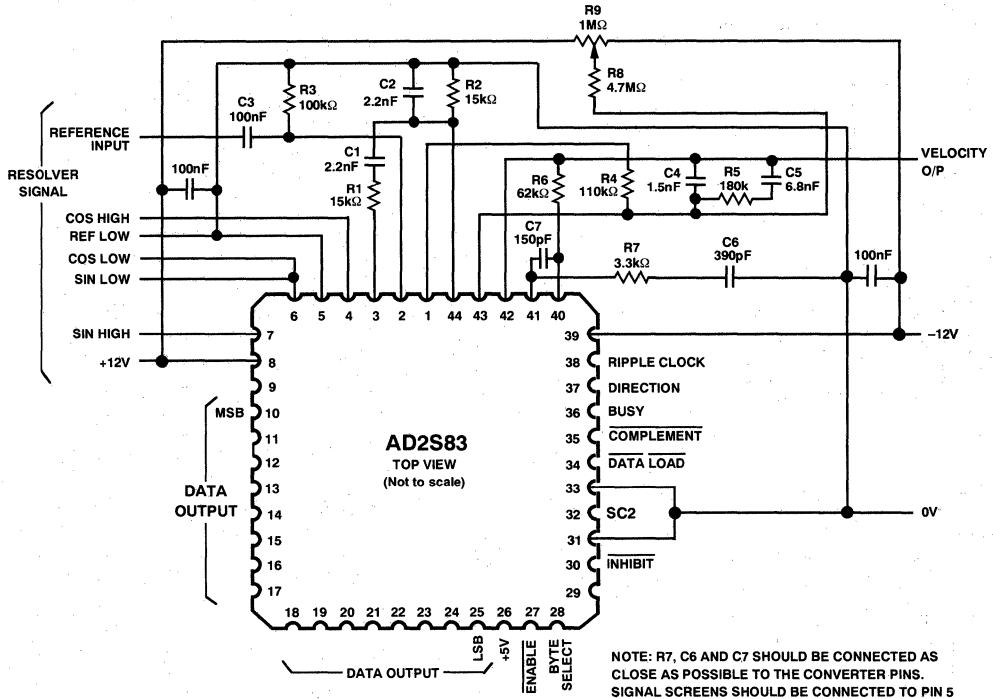 R9
1MΩ
R8
4.7MΩ
C2
2.2nF
R2
15kΩ
R3
100kΩ
C3
100nF
REFERENCE
INPUT
C1
2.2nF
R1
15kΩ
RESOLVER
SIGNAL
100nF
VELOCITY
O/P
R6
62kΩ
R4
110kΩ
C4
1.5nF
R5
180k
C5
6.8nF
COS HIGH
REF LOW
COS LOW
SIN LOW
C7
150pF
R7
3.3kΩ
C6
390pF
100nF
6 5 4 3 2 1 44 43 42 41 40
SIN HIGH
+12V
7
8
9
MSB 10
11
12
13
14
15
16
17
DATA
OUTPUT
AD2S83
TOP VIEW
(Not to scale)
39
−12V
38 RIPPLE CLOCK
37 DIRECTION
36 BUSY
35 COMPLEMENT
34 DATA LOAD
33
32 SC2
31
0V
30 INHIBIT
29
18 19 20 21 22 23 24 25 26 27 28
LSB
+5V
ENABLE
BYTE
SELECT
DATA OUTPUT
NOTE: R7, C6 AND C7 SHOULD BE CONNECTED AS
CLOSE AS POSSIBLE TO THE CONVERTER PINS.
SIGNAL SCREENS SHOULD BE CONNECTED TO PIN 5